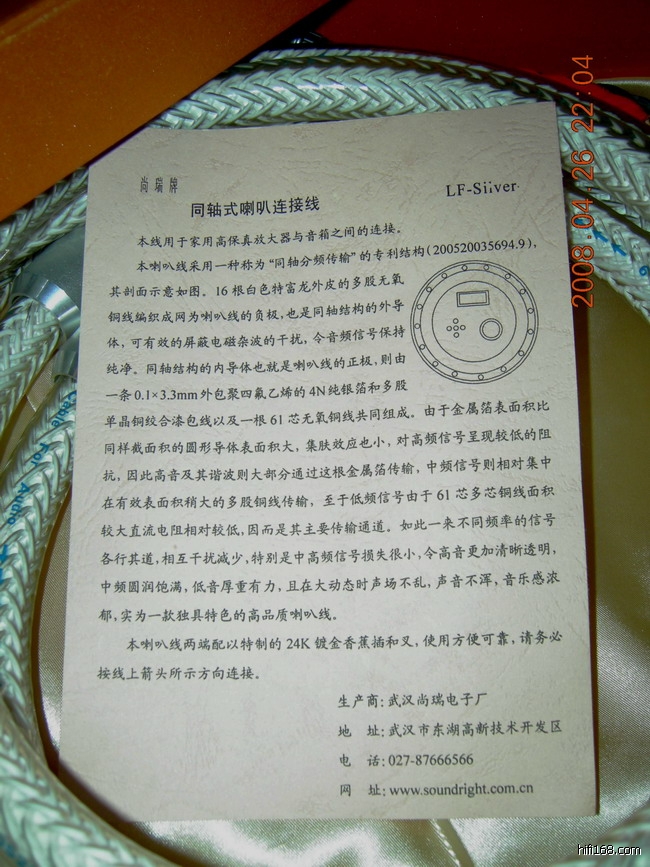 尚瑞牌
LF-Siiver
同轴式喇叭连接线
本线用于家用高保真放大器与音箱之间的连接。
本喇叭线采用一种称为“同轴分频传输”的专利结构(200520035694.9)，
其剖面示意如图。16 根白色特富龙外皮的多股无氧
铜线编织成网为喇叭线的负极，也是同轴结构的外导
体，可有效的屏蔽电磁杂波的干扰，令音频信号保持
纯净。同轴结构的内导体也就是喇叭线的正极，则由
一条 0.1×3.3mm 外包聚四氟乙烯的 4N 纯银箔和多股
单晶铜绞合漆包线以及一根 61 芯无氧铜线共同组成。由于金属箔表面积比
同样截面积的圆形导体表面积大，集肤效应也小，对高频信号呈现较低的阻
抗，因此高音及其谐波则大部分通过这根金属箔传输，中频信号则相对集中
在有效表面积稍大的多股铜线传输，至于低频信号由于 61 芯多芯铜线面积
较大直流电阻相对较低，因而是其主要传输通道。如此一来不同频率的信号
各行其道，相互干扰减少，特别是中高频信号损失很小，令高音更加清晰透明，
中频圆润饱满，低音厚重有力，且在大动态时声场不乱，声音不浑，音乐感浓
郁，实为一款独具特色的高品质喇叭线。
本喇叭线两端配以特制的 24K 镀金香蕉插和叉，使用方便可靠，请务必
按线上箭头所示方向连接。
生产商：武汉尚瑞电子厂
地 址：武汉市东湖高新技术开发区
电 话：027-87666566
网 址：www.soundright.com.cn
2008.04.26 22:04
Cable For Audio
hifi168.com